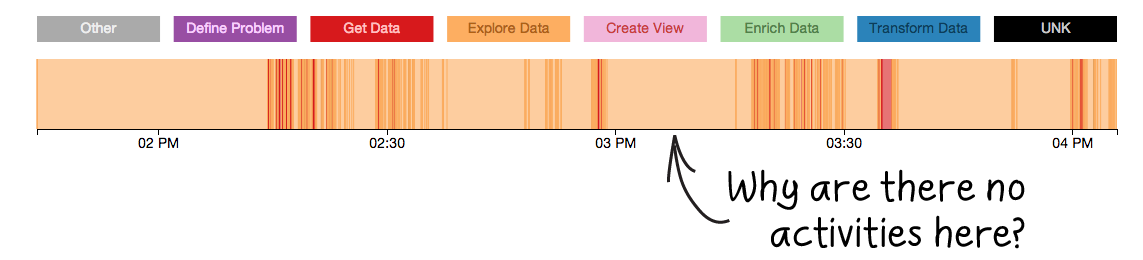 Other Define Problem Get Data Explore Data Create View Enrich Data Transform Data UNK
02 PM 02:30 03 PM 03:30 04 PM
Why are there no
activities here?